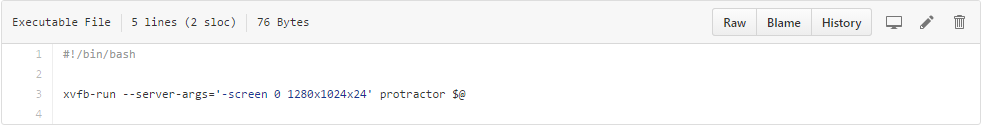 Executable File 5 lines (2 sloc) 76 Bytes Raw Blame History
1 #!/bin/bash
2
3 xvfb-run --server-args='-screen 0 1280x1024x24' protractor $@
4